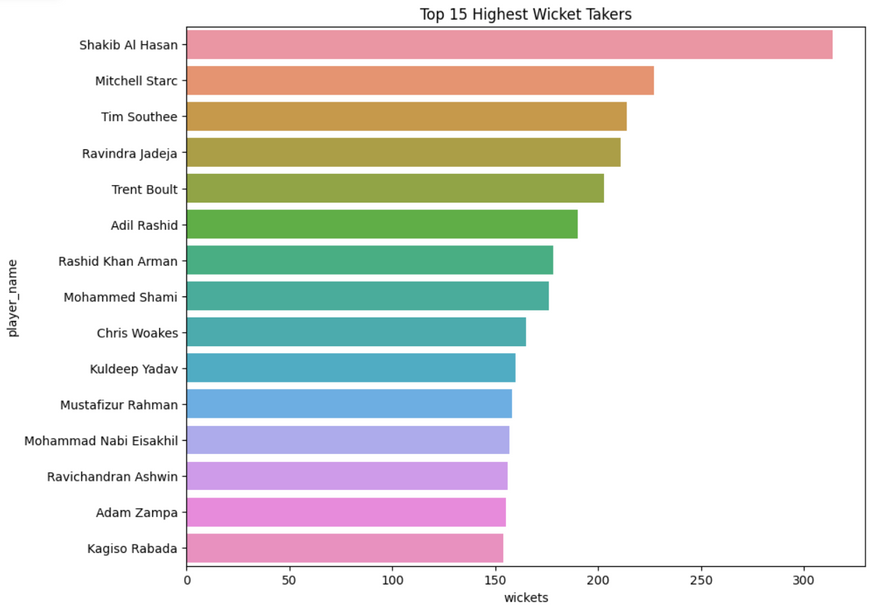 Top 15 Highest Wicket Takers
player_name
Shakib Al Hasan
Mitchell Starc
Tim Southee
Ravindra Jadeja
Trent Boult
Adil Rashid
Rashid Khan Arman
Mohammed Shami
Chris Woakes
Kuldeep Yadav
Mustafizur Rahman
Mohammad Nabi Eisakhil
Ravichandran Ashwin
Adam Zampa
Kagiso Rabada
0 50 100 150 200 250 300
wickets